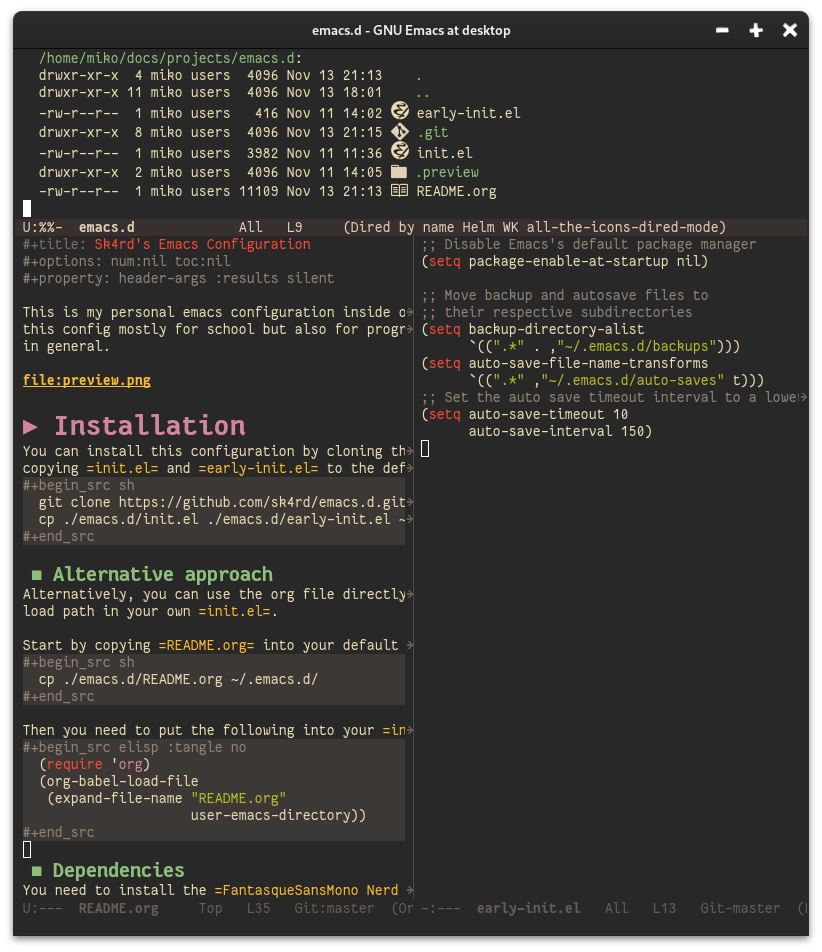 emacs.d - GNU Emacs at desktop
/home/miko/docs/projects/emacs.d:
drwxr-xr-x  4 miko users  4096 Nov 13 21:13 .
drwxr-xr-x 11 miko users  4096 Nov 13 18:01 ..
-rw-r--r--  1 miko users   416 Nov 11 14:02 early-init.el
drwxr-xr-x  8 miko users  4096 Nov 13 21:15 .git
-rw-r--r--  1 miko users  3982 Nov 11 11:36 init.el
drwxr-xr-x  2 miko users  4096 Nov 11 14:05 .preview
-rw-r--r--  1 miko users 11109 Nov 13 21:13 README.org
U:%%-  emacs.d             All   L9     (Dired by name Helm WK all-the-icons-dired-mode)
#+title: Sk4rd's Emacs Configuration
#+options: num:nil toc:nil
#+property: header-args :results silent
This is my personal emacs configuration inside o
this config mostly for school but also for progr
in general.
file:preview.png
▶ Installation
You can install this configuration by cloning th
copying =init.el= and =early-init.el= to the def
#+begin_src sh
git clone https://github.com/sk4rd/emacs.d.git
cp ./emacs.d/init.el ./emacs.d/early-init.el ~
#+end_src
■ Alternative approach
Alternatively, you can use the org file directly
load path in your own =init.el=.
Start by copying =README.org= into your default
#+begin_src sh
cp ./emacs.d/README.org ~/.emacs.d/
#+end_src
Then you need to put the following into your =in
#+begin_src elisp :tangle no
(require 'org)
(org-babel-load-file
(expand-file-name "README.org"
user-emacs-directory))
#+end_src
■ Dependencies
You need to install the =FantasqueSansMono Nerd
U:---  README.org     Top   L35   Git:master  (Or
;; Disable Emacs's default package manager
(setq package-enable-at-startup nil)
;; Move backup and autosave files to
;; their respective subdirectories
(setq backup-directory-alist
`((".*" . ,"~/.emacs.d/backups")))
(setq auto-save-file-name-transforms
`((".*" ,"~/.emacs.d/auto-saves" t)))
;; Set the auto save timeout interval to a lower
(setq auto-save-timeout 10
auto-save-interval 150)
-:---  early-init.el   All   L13   Git-master  (